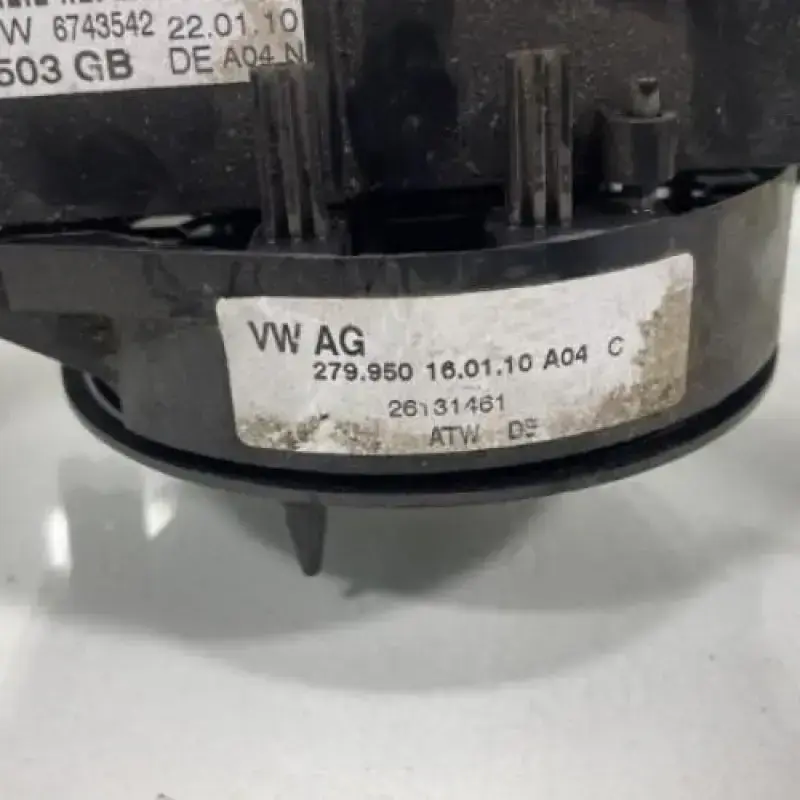 W 6743542 22.01.10
503 GB DE A04 N
VW AG
279.950 16.01.10 A04 C
26131461
ATW DE